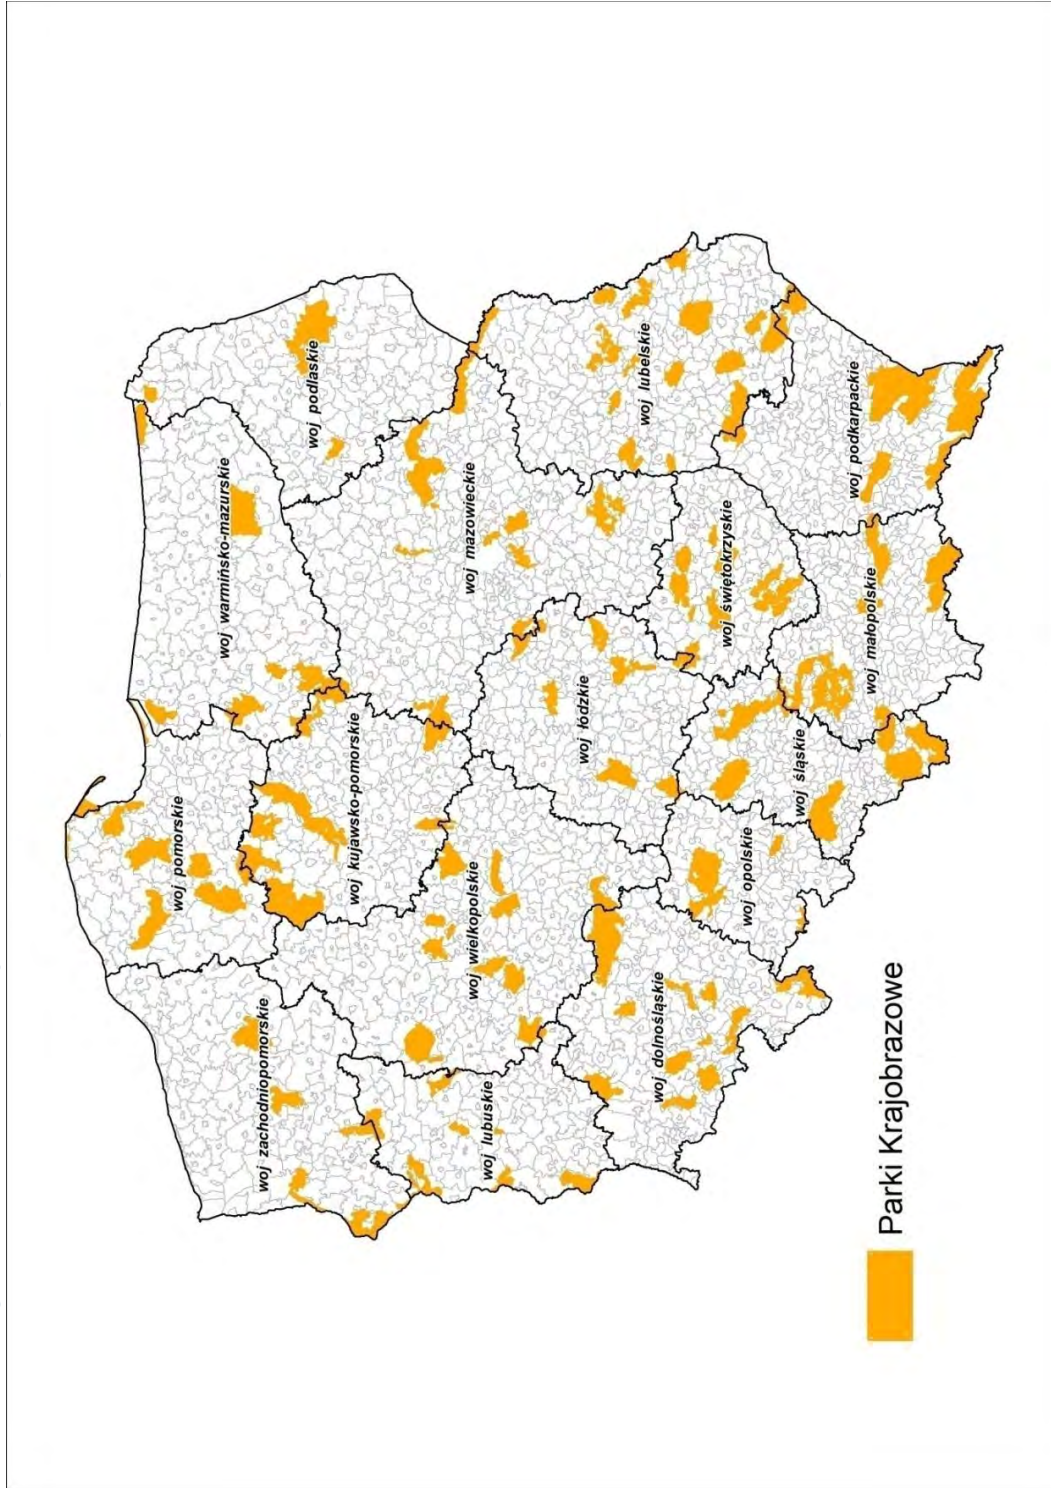 woj pomorskie
woj warmińsko-mazurskie
woj podlaskie
woj zachodniopomorskie
woj kujawsko-pomorskie
woj mazowieckie
woj wielkopolskie
woj lubuskie
woj łódzkie
woj lubelskie
woj dolnośląskie
woj opolskie
woj śląskie
woj świętokrzyskie
woj małopolskie
woj podkarpackie
Parki Krajobrazowe